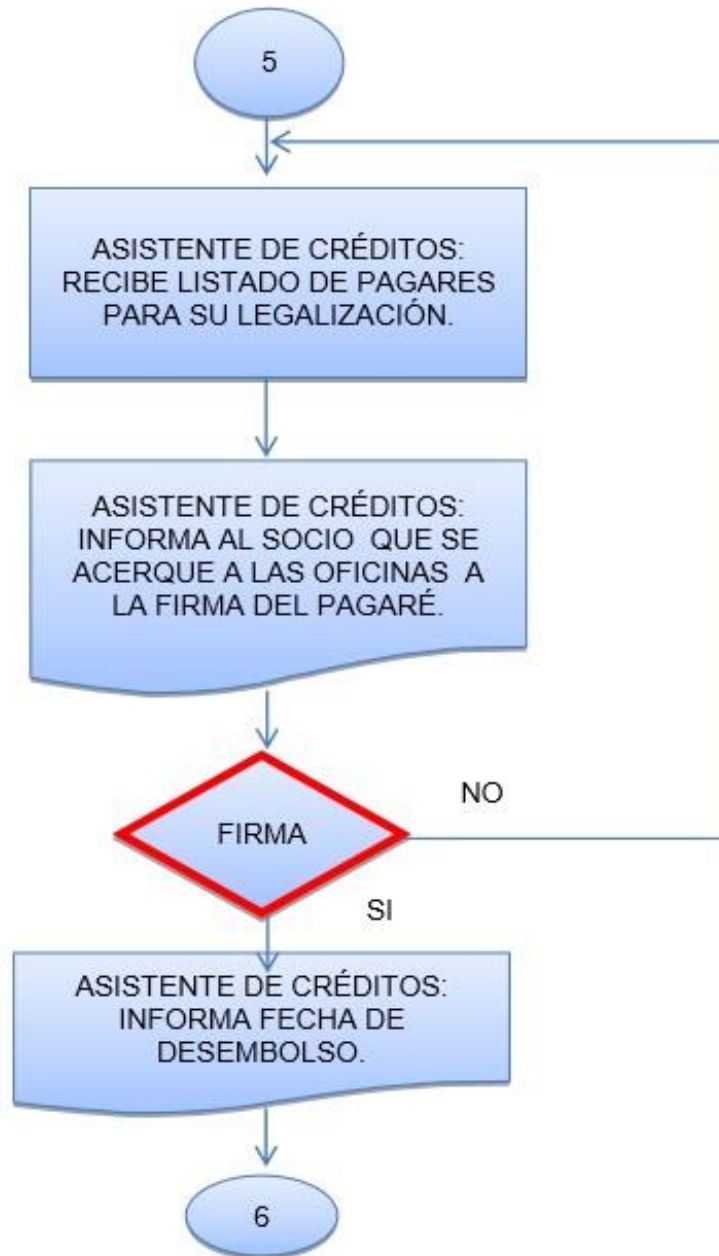 5
ASISTENTE DE CRÉDITOS:
RECIBE LISTADO DE PAGARES
PARA SU LEGALIZACIÓN.
ASISTENTE DE CRÉDITOS:
INFORMA AL SOCIO QUE SE
ACERQUE A LAS OFICINAS A
LA FIRMA DEL PAGARÉ.
NO
FIRMA
SI
ASISTENTE DE CRÉDITOS:
INFORMA FECHA DE
DESEMBOLSO.
6